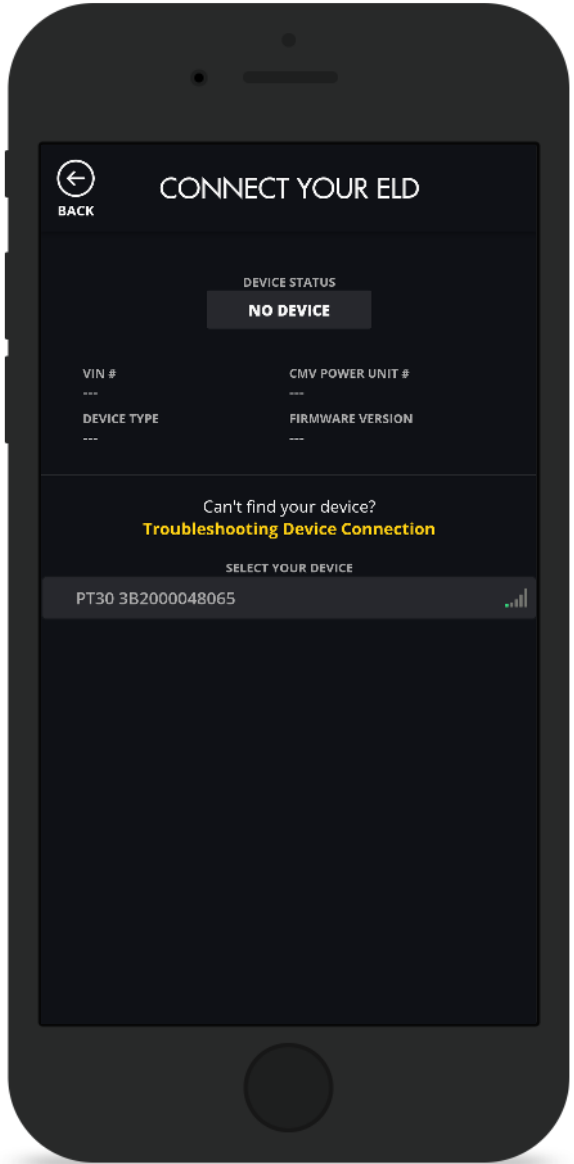 BACK
CONNECT YOUR ELD
DEVICE STATUS
NO DEVICE
VIN #
---
CMV POWER UNIT #
---
DEVICE TYPE
---
FIRMWARE VERSION
---
Can't find your device?
Troubleshooting Device Connection
SELECT YOUR DEVICE
PT30 3B2000048065